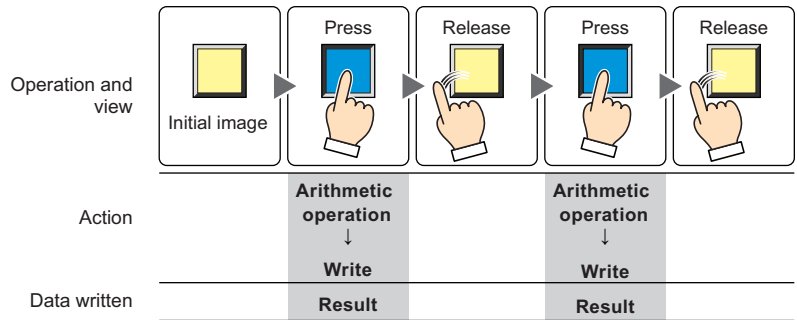 Press Release Press Release
Operation and
view
Initial image
Action
Arithmetic
operation
↓
Write
Arithmetic
operation
↓
Write
Data written
Result
Result